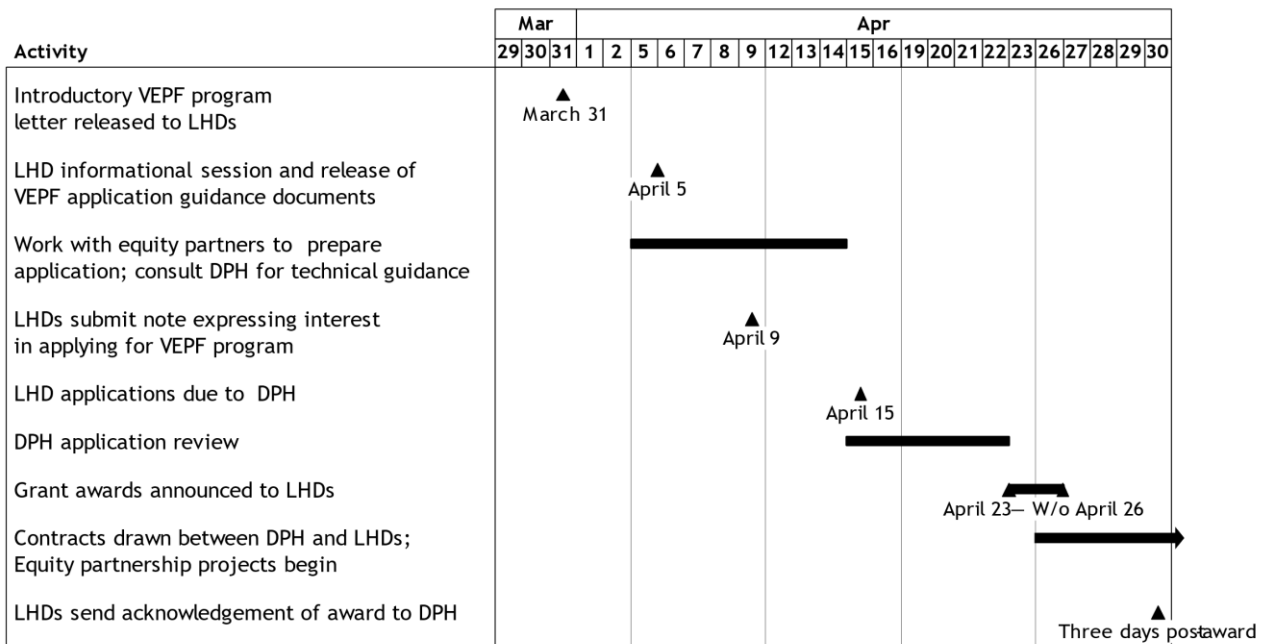 Mar Apr
Activity 29 30 31 1 2 5 6 7 8 9 12 13 14 15 16 19 20 21 22 23 26 27 28 29 30
Introductory VEPF program
letter released to LHDs
March 31
LHD informational session and release of
VEPF application guidance documents
April 5
Work with equity partners to prepare
application; consult DPH for technical guidance
LHDs submit note expressing interest
in applying for VEPF program
April 9
LHD applications due to DPH
April 15
DPH application review
Grant awards announced to LHDs
April 23– W/o April 26
Contracts drawn between DPH and LHDs;
Equity partnership projects begin
LHDs send acknowledgement of award to DPH
Three days post-award